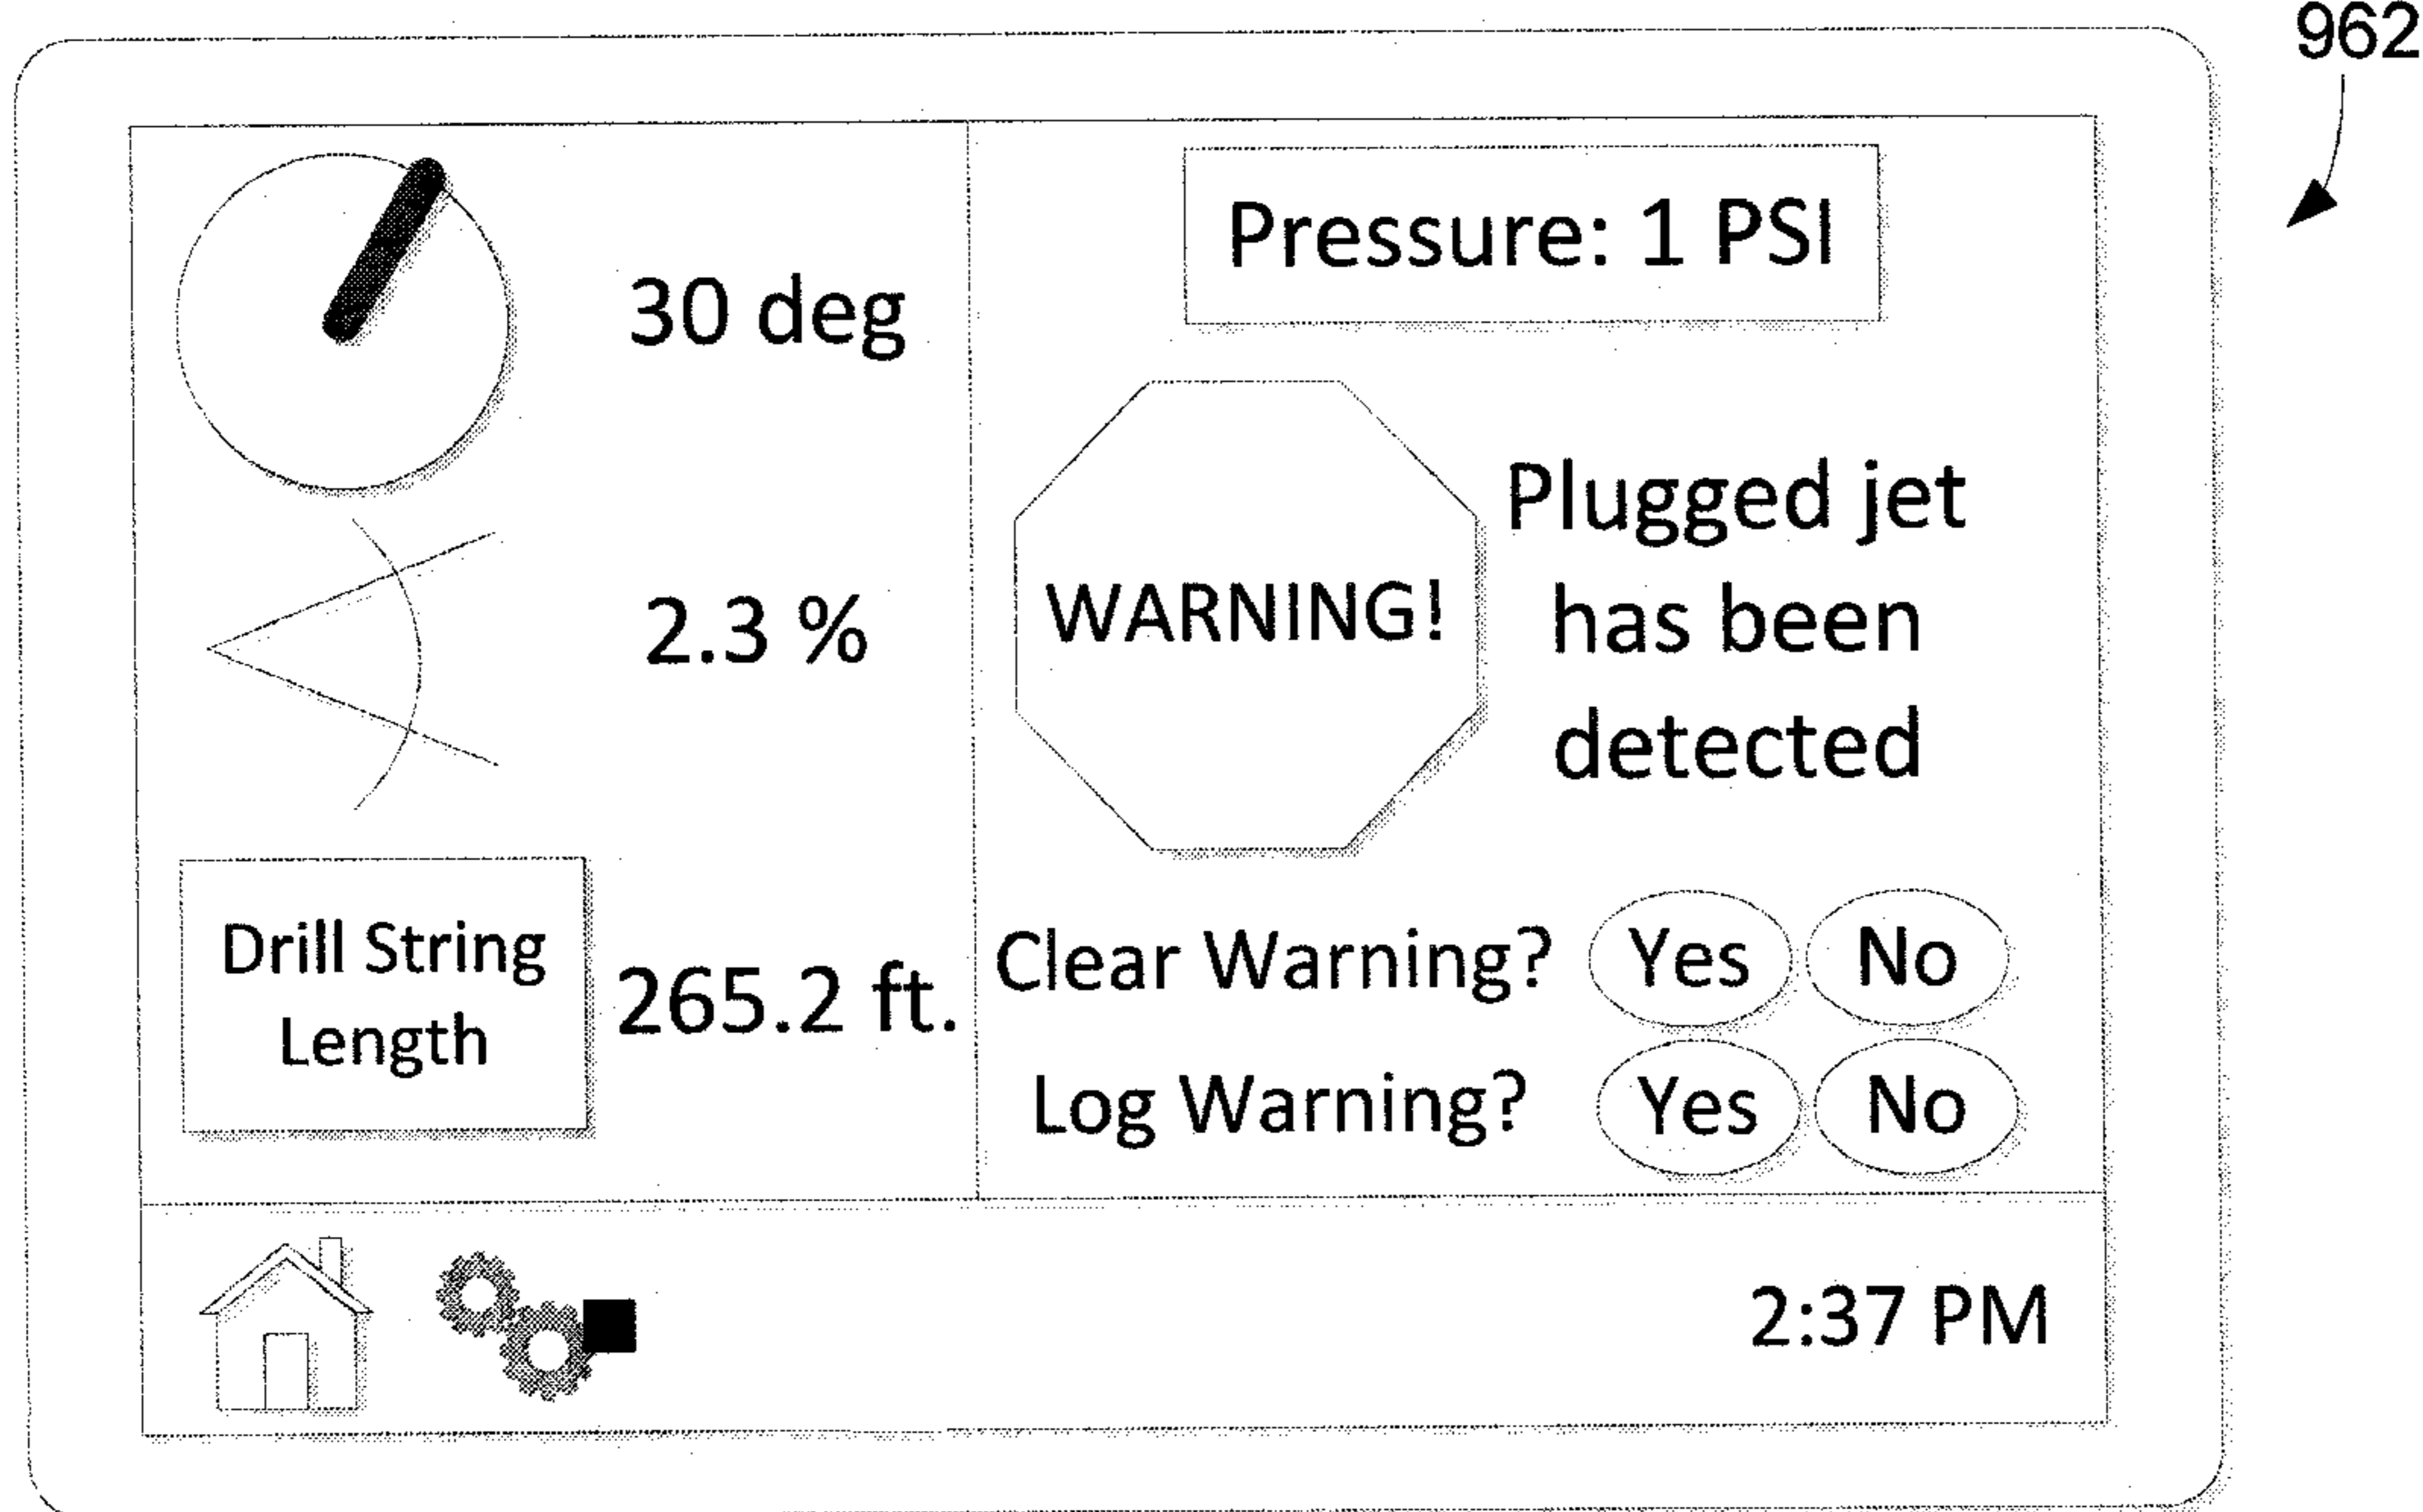 962
30 deg
2.3 %
Drill String
Length
265.2 ft.
Pressure: 1 PSI
WARNING!
Plugged jet
has been
detected
Clear Warning? Yes No
Log Warning? Yes No
2:37 PM